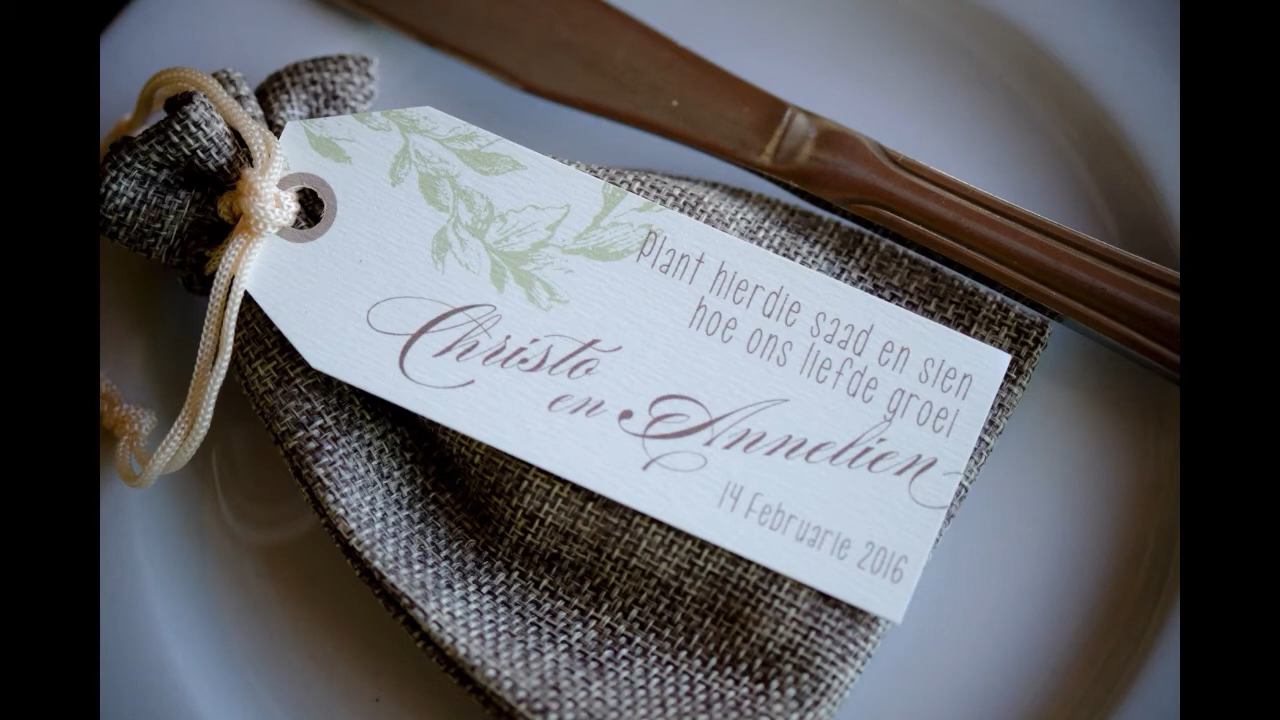 Plant hierdie saad en sien
hoe ons liefde groei
Christo
en Annelien
14 Februarie 2016